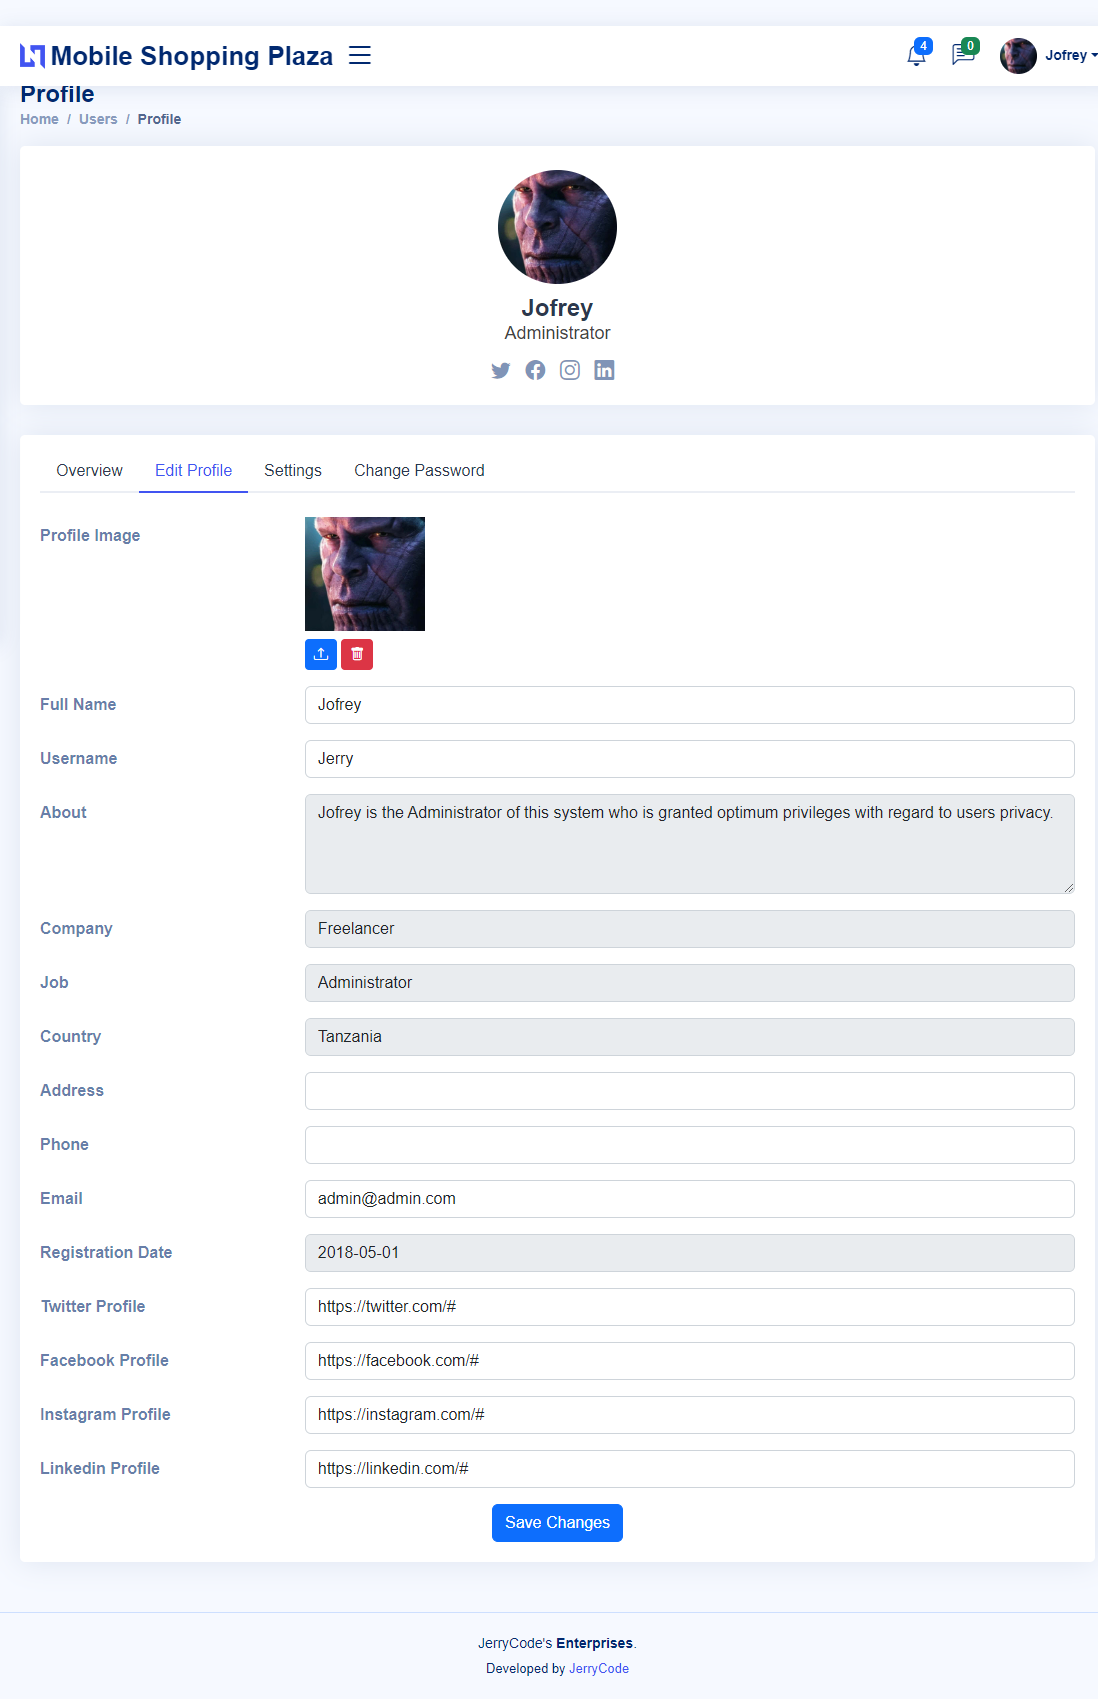 Mobile Shopping Plaza
4
0
Jofrey
Profile
Home / Users / Profile
Jofrey
Administrator
Overview
Edit Profile
Settings
Change Password
Profile Image
Full Name
Jofrey
Username
Jerry
About
Jofrey is the Administrator of this system who is granted optimum privileges with regard to users privacy.
Company
Freelancer
Job
Administrator
Country
Tanzania
Address
Phone
Email
admin@admin.com
Registration Date
2018-05-01
Twitter Profile
https://twitter.com/#
Facebook Profile
https://facebook.com/#
Instagram Profile
https://instagram.com/#
Linkedin Profile
https://linkedin.com/#
Save Changes
JerryCode's Enterprises.
Developed by JerryCode